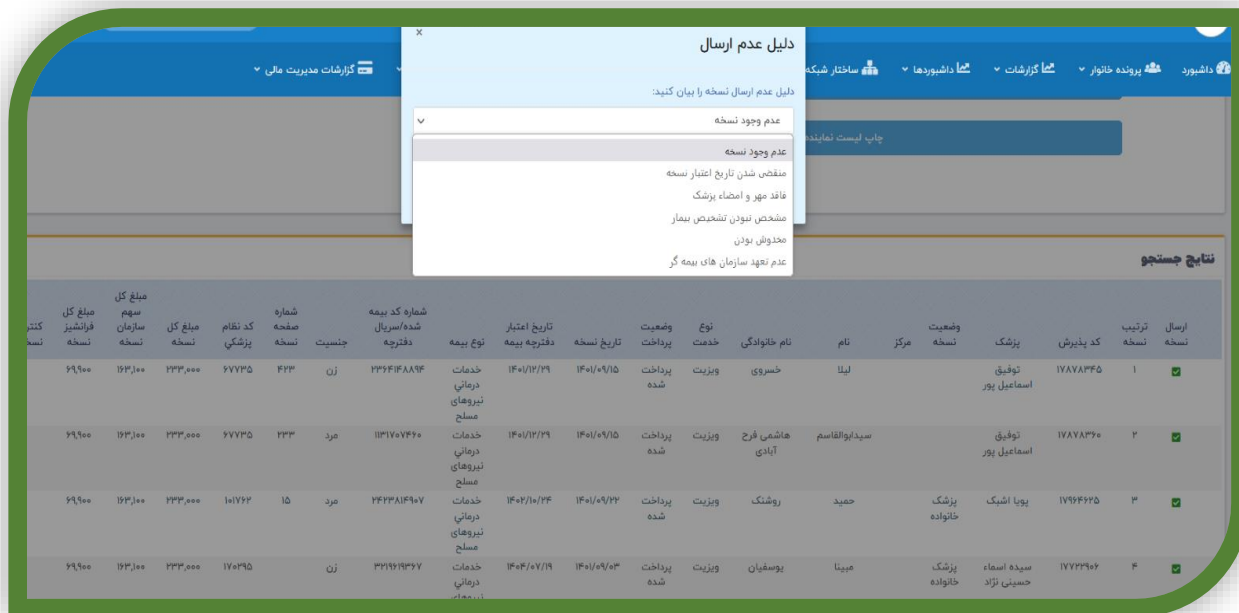 داشبورد
پرونده خانوار
گزارشات
داشبوردها
ساختار شبکه
گزارشات مدیریت مالی
×
دلیل عدم ارسال
دلیل عدم ارسال نسخه را بیان کنید:
عدم وجود نسخه
عدم وجود نسخه
منقضی شدن تاریخ اعتبار نسخه
فاقد مهر و امضاء پزشک
مشخص نبودن تشخیص بیمار
مخدوش بودن
عدم تعهد سازمان های بیمه گر
چاپ لیست نماینده
نتایج جستجو
ارسال نسخه ترتیب نسخه کد پذیرش پزشک وضعیت نسخه مرکز نام نام خانوادگی نوع خدمت وضعیت پرداخت تاریخ نسخه تاریخ اعتبار دفترچه بیمه نوع بیمه شماره کد بیمه شده/سریال دفترچه جنسیت شماره صفحه نسخه کد نظام پزشکي مبلغ کل نسخه مبلغ کل سهم سازمان نسخه مبلغ کل فرانشیز نسخه
۱ ۱۷۸۷۸۳۴۵ توفیق اسماعیل پور لیلا خسروی ویزیت پرداخت شده ۱۴۰۱/۰۹/۱۵ ۱۴۰۱/۱۲/۲۹ خدمات درماني نیروهای مسلح ۲۳۶۴۱۴۸۸۹۴ زن ۴۲۳ ۶۷۷۳۵ ۲۳۳,۰۰۰ ۱۶۳,۱۰۰ ۶۹,۹۰۰
۲ ۱۷۸۷۸۳۶۰ توفیق اسماعیل پور سیدابوالقاسم هاشمی فرح آبادی ویزیت پرداخت شده ۱۴۰۱/۰۹/۱۵ ۱۴۰۱/۱۲/۲۹ خدمات درماني نیروهای مسلح ۱۱۳۱۷۰۷۴۶۰ مرد ۲۳۳ ۶۷۷۳۵ ۲۳۳,۰۰۰ ۱۶۳,۱۰۰ ۶۹,۹۰۰
۳ ۱۷۹۶۴۶۲۵ پویا اشبک پزشک خانواده حمید روشنک ویزیت پرداخت شده ۱۴۰۱/۰۹/۲۲ ۱۴۰۲/۱۰/۲۴ خدمات درماني نیروهای مسلح ۲۴۲۳۸۱۴۹۰۷ مرد ۱۵ ۱۰۱۷۶۲ ۲۳۳,۰۰۰ ۱۶۳,۱۰۰ ۶۹,۹۰۰
۴ ۱۷۷۲۲۹۰۶ سیده اسماء حسینی نژاد پزشک خانواده مبینا یوسفیان ویزیت پرداخت شده ۱۴۰۱/۰۹/۰۳ ۱۴۰۴/۰۷/۱۹ خدمات درماني ۳۲۱۹۶۱۹۳۶۷ زن ۱۷۰۲۹۵ ۲۳۳,۰۰۰ ۱۶۳,۱۰۰ ۶۹,۹۰۰